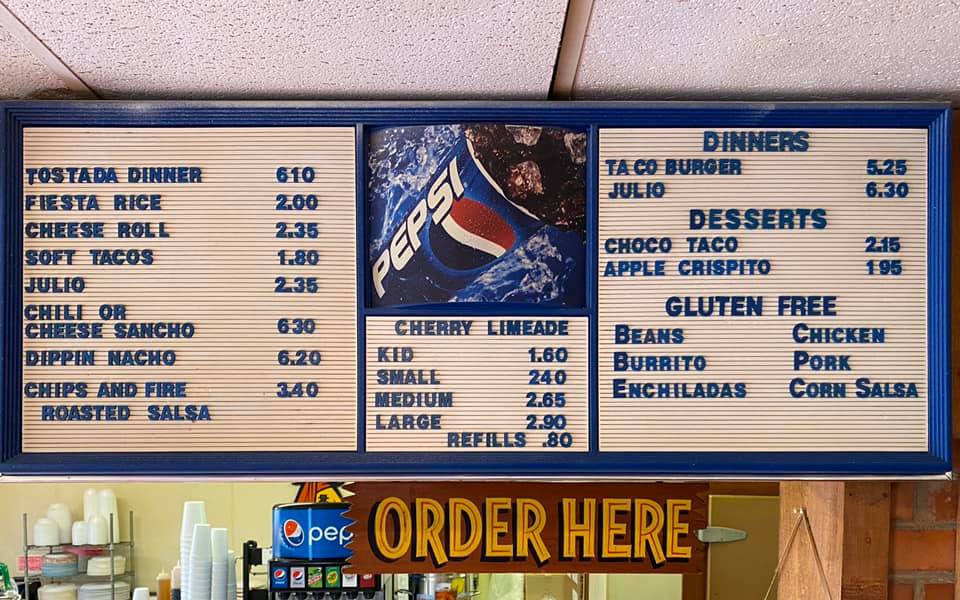 TOSTADA DINNER 610
FIESTA RICE 2.00
CHEESE ROLL 2.35
SOFT TACOS 1.80
JULIO 2.35
CHILI OR
CHEESE SANCHO 630
DIPPIN NACHO 6.20
CHIPS AND FIRE 3.40
ROASTED SALSA
PEPSI
CHERRY LIMEADE
KID 1.60
SMALL 240
MEDIUM 2.65
LARGE 2.90
REFILLS .80
DINNERS
TACO BURGER 5.25
JULIO 6.30
DESSERTS
CHOCO TACO 2.15
APPLE CRISPITO 195
GLUTEN FREE
BEANS CHICKEN
BURRITO PORK
ENCHILADAS CORN SALSA
pep
ORDER HERE